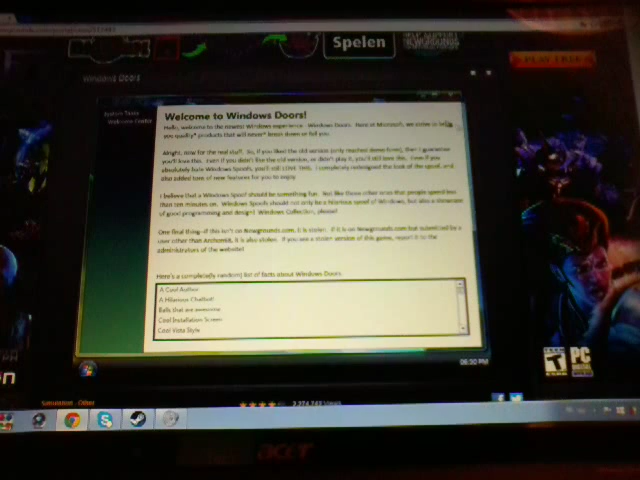 Spelen
PLAY FREE
Windows Doors
System Tasks
Welcome Center
Welcome to Windows Doors!
Hello, welcome to the newest Windows experience - Windows Doors. Here at Microsoft, we strive to bring
you quality* products that will never* break down or fail you.
Alright, now for the real stuff. So, if you liked the old version (only reached demo form), then I guarantee
you'll love this. Even if you didn't like the old version, or didn't play it, you'll still love this. Even if you
absolutely hate Windows Spoofs, you'll still LOVE this. I completely redesigned the look of the spoof, and
also added tons of new features for you to enjoy.
I believe that a Windows Spoof should be something fun. Not like those other ones that people spend less
than ten minutes on. Windows Spoofs should not only be a hilarious spoof of Windows, but also a showcase
of good programming and design! Windows Collection, please!
One final thing--if this isn't on Newgrounds.com, it is stolen. If it is on Newgrounds.com but submitted by a
user other than it is also stolen. If you see a stolen version of this game, report it to the
administrators of the website!
Here's a completely random list of facts about Windows Doors
A Cool Author
A Hilarious Chatbot!
Balls that are awesome
Cool Installation Screen
Cool Vista Style
06:30 PM
T
PC
Simulation - Other
Views
acer